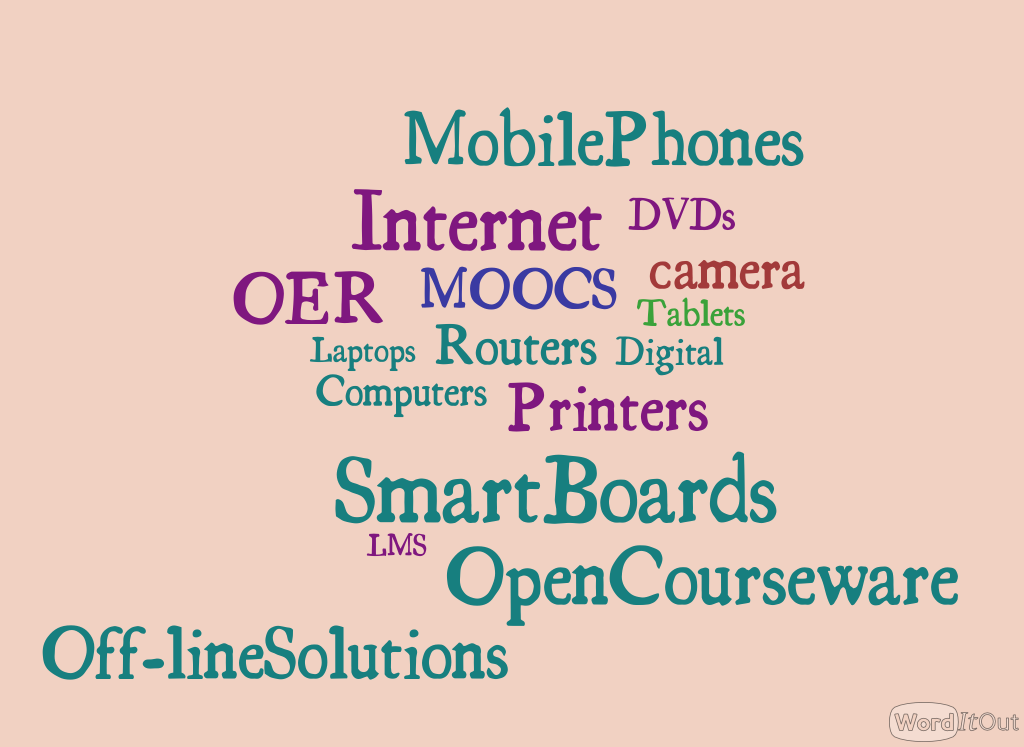 MobilePhones
Internet DVDs
OER MOOCS camera
Tablets
Laptops Routers Digital
Computers Printers
SmartBoards
LMS
OpenCourseware
Off-lineSolutions
WordItOut